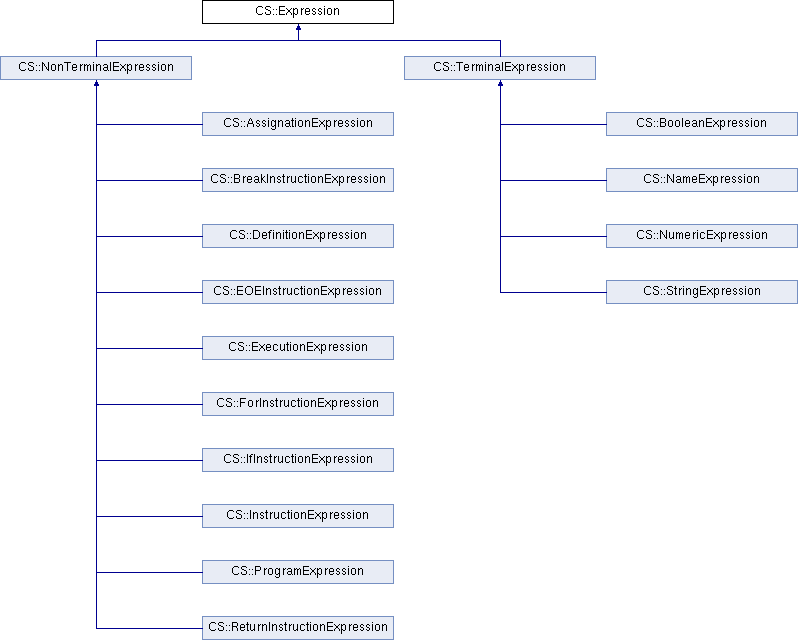 CS::Expression
CS::NonTerminalExpression
CS::TerminalExpression
CS::AssignationExpression
CS::BooleanExpression
CS::BreakInstructionExpression
CS::NameExpression
CS::DefinitionExpression
CS::NumericExpression
CS::EOEInstructionExpression
CS::StringExpression
CS::ExecutionExpression
CS::ForInstructionExpression
CS::IfInstructionExpression
CS::InstructionExpression
CS::ProgramExpression
CS::ReturnInstructionExpression